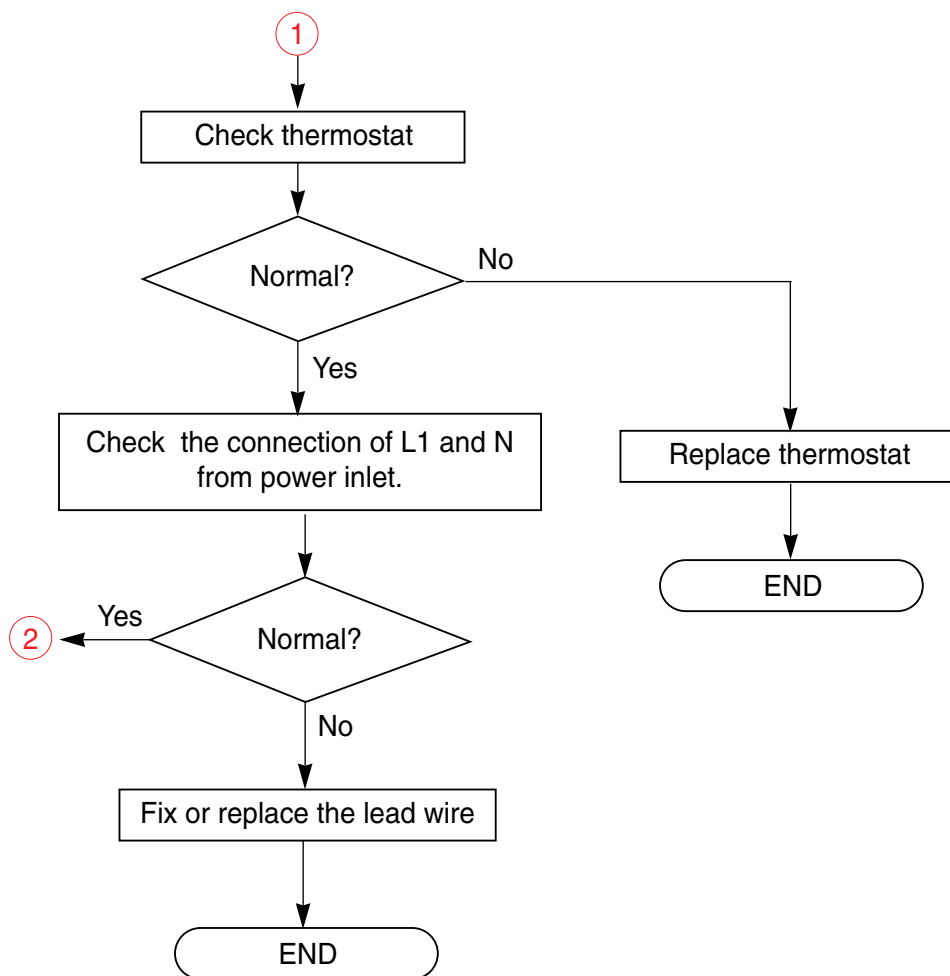 1
Check thermostat
Normal?
No
Yes
Check the connection of L1 and N
from power inlet.
Replace thermostat
END
Yes
2
Normal?
No
Fix or replace the lead wire
END